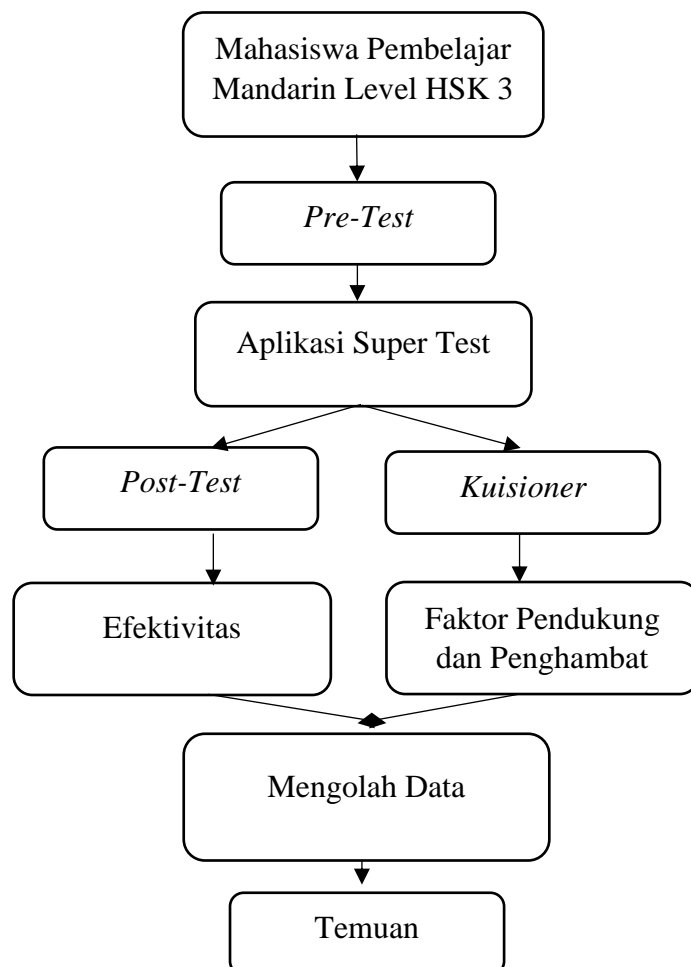 Mahasiswa Pembelajar
Mandarin Level HSK 3
Pre-Test
Aplikasi Super Test
Post-Test
Kuisioner
Efektivitas
Faktor Pendukung
dan Penghambat
Mengolah Data
Temuan